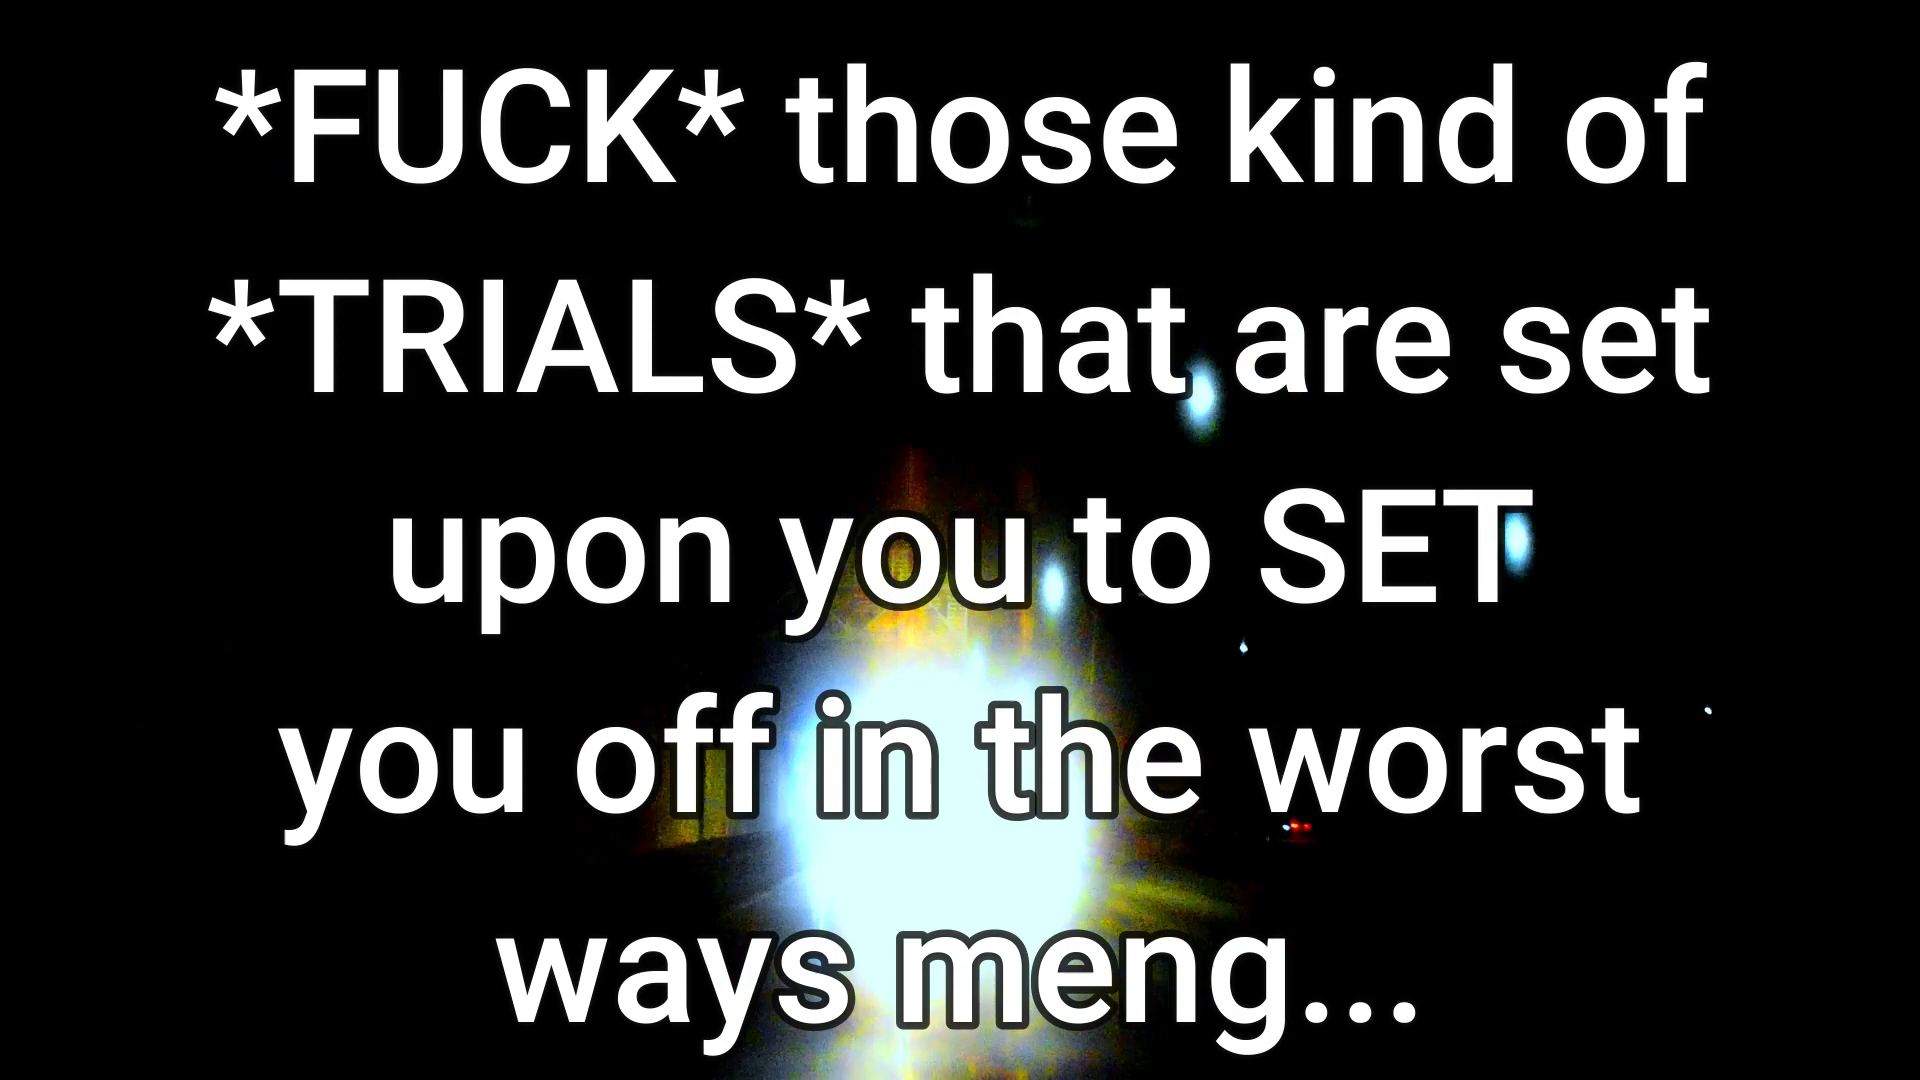 *FUCK* those kind of
*TRIALS* that are set
upon you to SET
you off in the worst
ways meng...